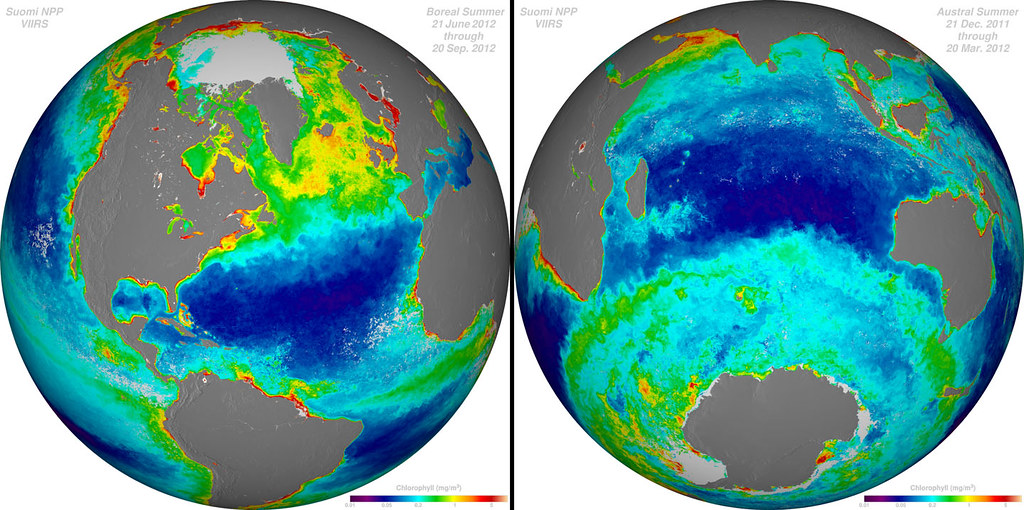 Suomi NPP
VIIRS
Boreal Summer
21 June 2012
through
20 Sep. 2012
Chlorophyll (mg/m³)
0.01 0.05 0.2 1 5
Suomi NPP
VIIRS
Austral Summer
21 Dec. 2011
through
20 Mar. 2012
Chlorophyll (mg/m³)
0.01 0.05 0.2 1 5